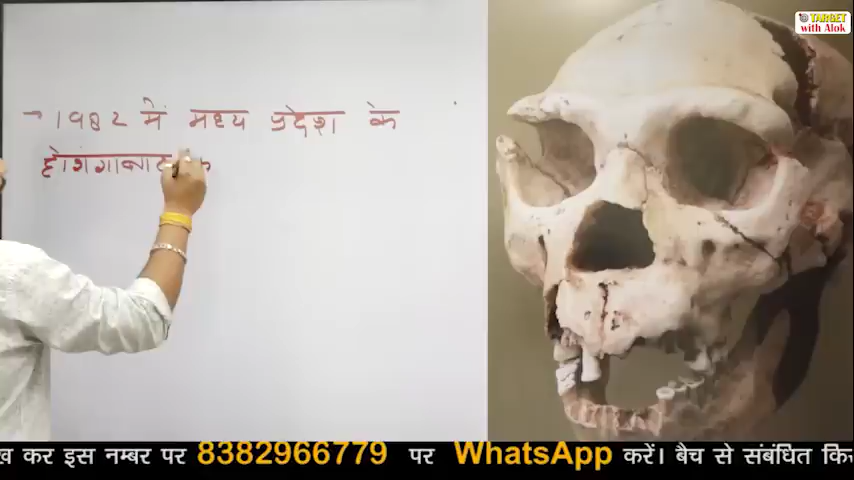 TARGET
with Alok
→ 1982 में मध्य प्रदेश के
होशंगाबाद के
ख कर इस नम्बर पर 8382966779 पर WhatsApp करें। बैच से संबंधित कि